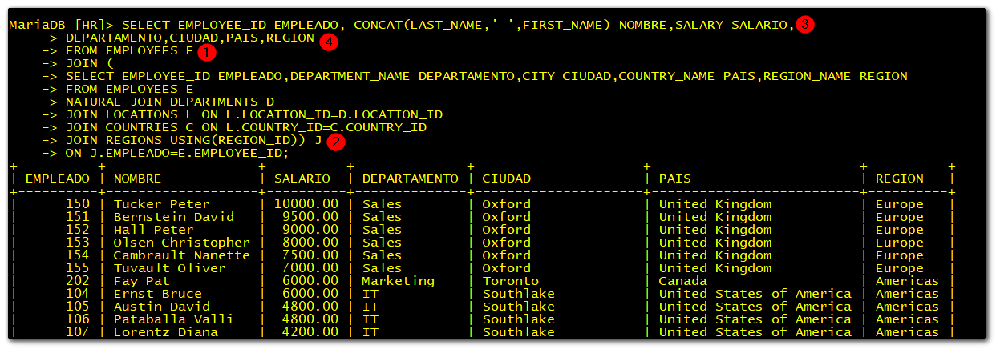 MariaDB [HR]> SELECT EMPLOYEE_ID EMPLEADO, CONCAT(LAST_NAME,' ',FIRST_NAME) NOMBRE,SALARY SALARIO, 3
-> DEPARTAMENTO,CIUDAD,PAIS,REGION 4
-> FROM EMPLOYEES E 1
-> JOIN (
-> SELECT EMPLOYEE_ID EMPLEADO,DEPARTMENT_NAME DEPARTAMENTO,CITY CIUDAD,COUNTRY_NAME PAIS,REGION_NAME REGION
-> FROM EMPLOYEES E
-> NATURAL JOIN DEPARTMENTS D
-> JOIN LOCATIONS L ON L.LOCATION_ID=D.LOCATION_ID
-> JOIN COUNTRIES C ON L.COUNTRY_ID=C.COUNTRY_ID
-> JOIN REGIONS USING(REGION_ID)) J 2
-> ON J.EMPLEADO=E.EMPLOYEE_ID;
+----------+--------------------+----------+--------------+---------------------+--------------------------+----------+
| EMPLEADO | NOMBRE | SALARIO | DEPARTAMENTO | CIUDAD | PAIS | REGION |
+----------+--------------------+----------+--------------+---------------------+--------------------------+----------+
| 150 | Tucker Peter | 10000.00 | Sales | Oxford | United Kingdom | Europe |
| 151 | Bernstein David | 9500.00 | Sales | Oxford | United Kingdom | Europe |
| 152 | Hall Peter | 9000.00 | Sales | Oxford | United Kingdom | Europe |
| 153 | Olsen Christopher | 8000.00 | Sales | Oxford | United Kingdom | Europe |
| 154 | Cambrault Nanette | 7500.00 | Sales | Oxford | United Kingdom | Europe |
| 155 | Tuvault Oliver | 7000.00 | Sales | Oxford | United Kingdom | Europe |
| 202 | Fay Pat | 6000.00 | Marketing | Toronto | Canada | Americas |
| 104 | Ernst Bruce | 6000.00 | IT | Southlake | United States of America | Americas |
| 105 | Austin David | 4800.00 | IT | Southlake | United States of America | Americas |
| 106 | Pataballa Valli | 4800.00 | IT | Southlake | United States of America | Americas |
| 107 | Lorentz Diana | 4200.00 | IT | Southlake | United States of America | Americas |